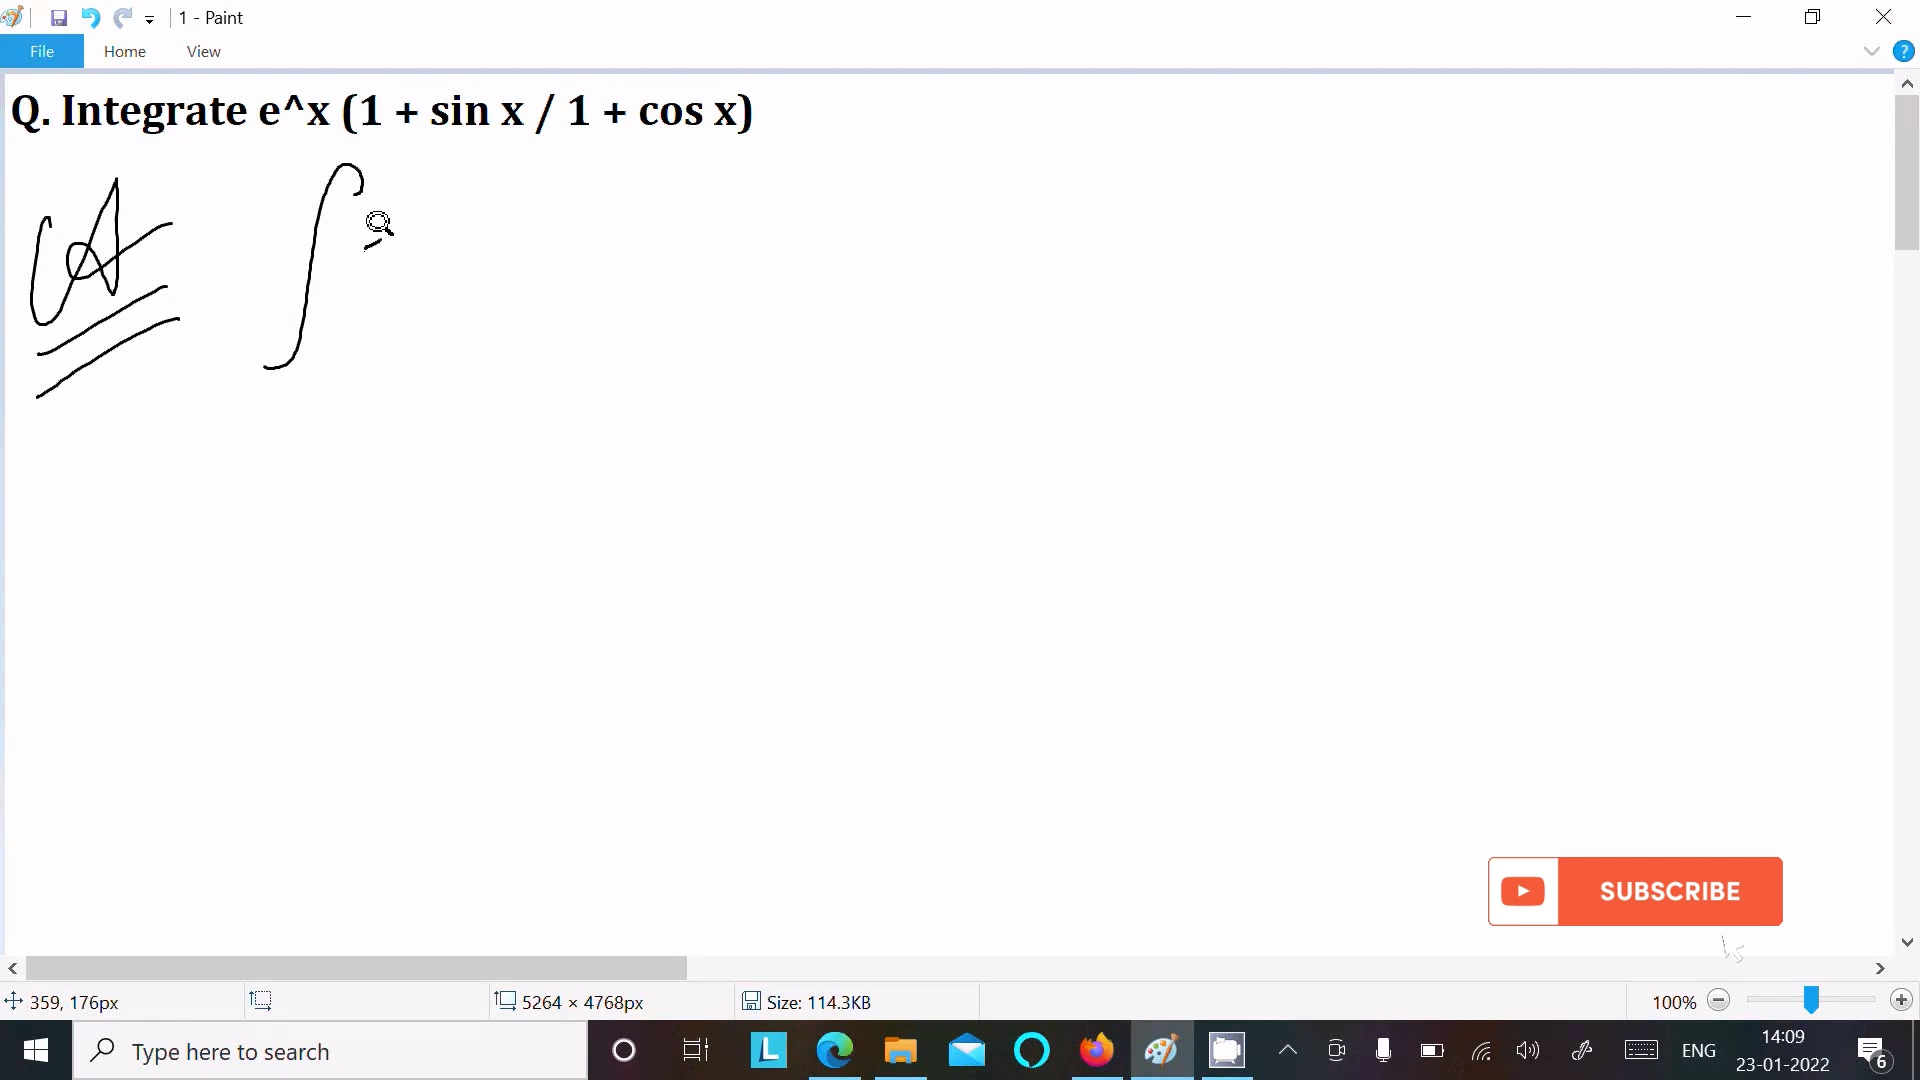 1 - Paint
File Home View
Q. Integrate e^x (1 + sin x / 1 + cos x)
∫
SUBSCRIBE
359, 176px 5264 × 4768px Size: 114.3KB 100%
Type here to search L ENG 14:09
23-01-2022 6